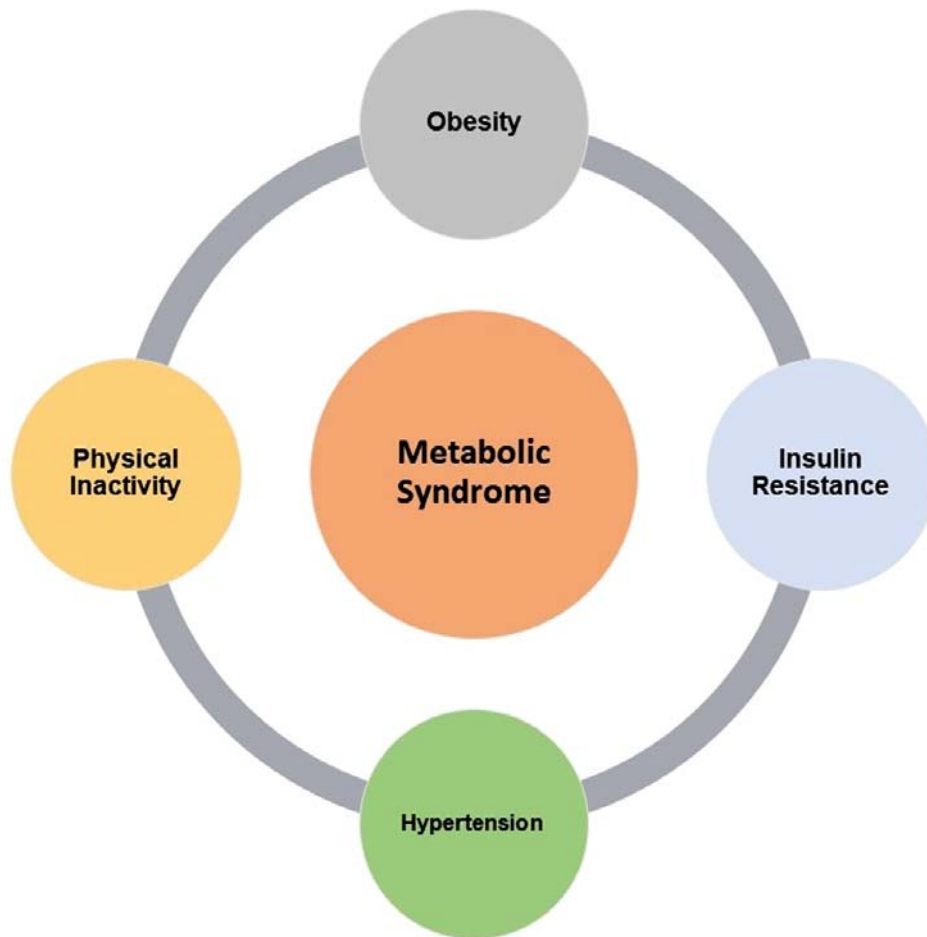 Obesity
Physical
Inactivity
Metabolic
Syndrome
Insulin
Resistance
Hypertension